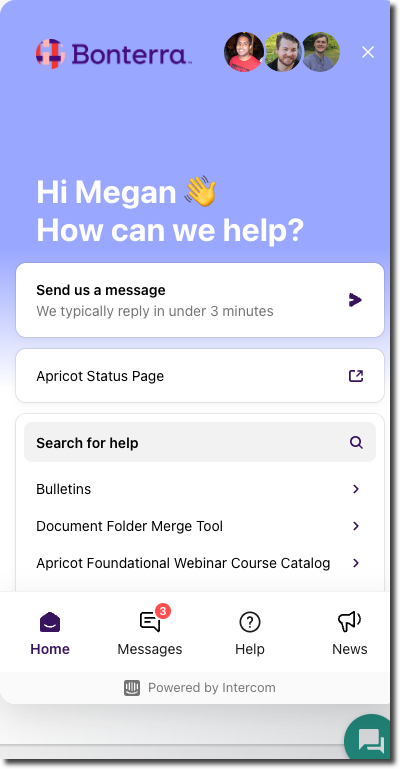 Bonterra
Hi Megan 👋
How can we help?
Send us a message
We typically reply in under 3 minutes
Apricot Status Page
Search for help
Bulletins
Document Folder Merge Tool
Apricot Foundational Webinar Course Catalog
3
Home Messages Help News
Powered by Intercom